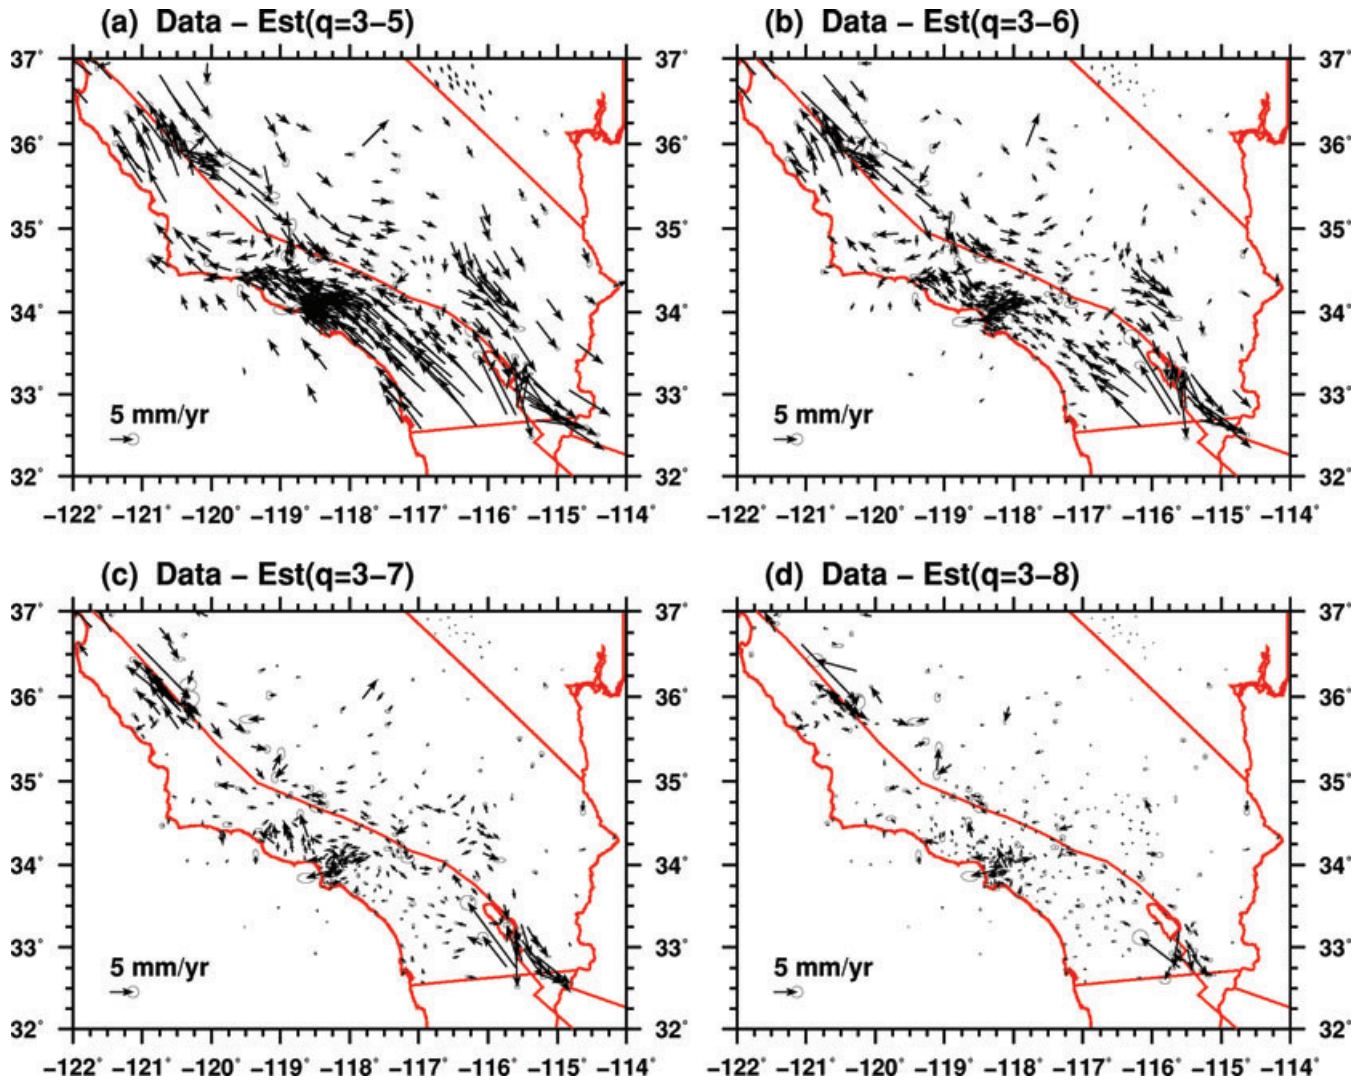 (a) Data − Est(q=3−5)
(b) Data − Est(q=3−6)
37° 37° 37° 37°
36° 36° 36° 36°
35° 35° 35° 35°
34° 34° 34° 34°
33° 33° 33° 33°
5 mm/yr 5 mm/yr
32° 32° 32° 32°
−122° −121° −120° −119° −118° −117° −116° −115° −114°
−122° −121° −120° −119° −118° −117° −116° −115° −114°
(c) Data − Est(q=3−7)
(d) Data − Est(q=3−8)
37° 37° 37° 37°
36° 36° 36° 36°
35° 35° 35° 35°
34° 34° 34° 34°
33° 33° 33° 33°
5 mm/yr 5 mm/yr
32° 32° 32° 32°
−122° −121° −120° −119° −118° −117° −116° −115° −114°
−122° −121° −120° −119° −118° −117° −116° −115° −114°